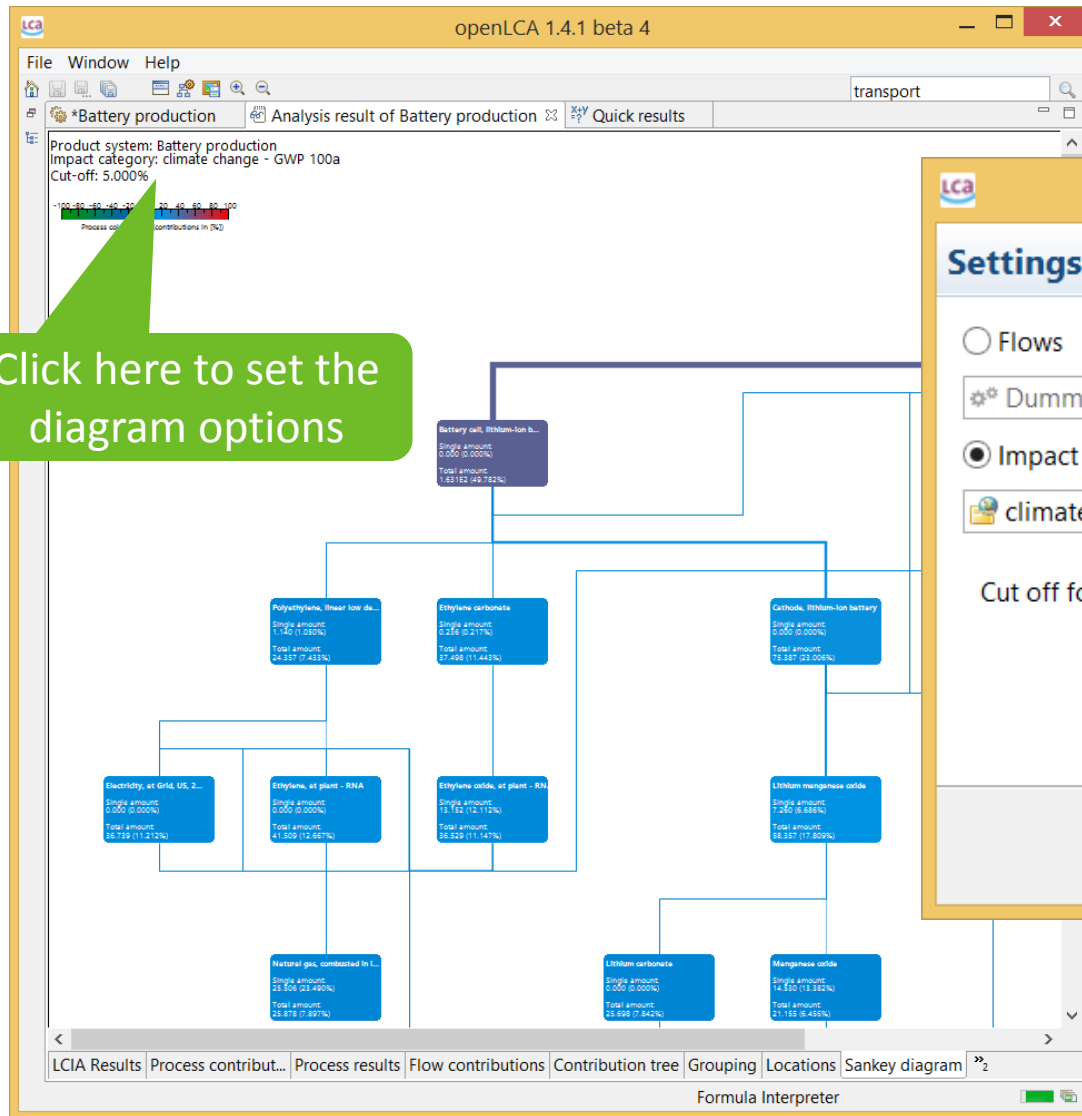 LCA
openLCA 1.4.1 beta 4
File Window Help
transport
*Battery production
Analysis result of Battery production
Quick results
Product system: Battery production
Impact category: climate change - GWP 100a
Cut-off: 5.000%
Click here to set the
diagram options
Battery cell, lithium-ion b...
Single amount:
0.000 (0.000%)
Total amount:
1.631E2 (49.782%)
Polyethylene, linear low de...
Single amount:
1.140 (1.050%)
Total amount:
24.357 (7.433%)
Ethylene carbonate
Single amount:
0.236 (0.217%)
Total amount:
37.498 (11.443%)
Cathode, lithium-ion battery
Single amount:
0.000 (0.000%)
Total amount:
75.387 (23.006%)
Electricity, at Grid, US, 2...
Single amount:
0.000 (0.000%)
Total amount:
36.739 (11.212%)
Ethylene, at plant - RNA
Single amount:
0.000 (0.000%)
Total amount:
41.509 (12.667%)
Ethylene oxide, at plant - RN
Single amount:
13.152 (12.112%)
Total amount:
36.529 (11.147%)
Lithium manganese oxide
Single amount:
7.260 (6.686%)
Total amount:
58.357 (17.809%)
Natural gas, combusted in i...
Single amount:
25.506 (23.490%)
Total amount:
25.878 (7.897%)
Lithium carbonate
Single amount:
0.000 (0.000%)
Total amount:
25.698 (7.842%)
Manganese oxide
Single amount:
14.530 (13.382%)
Total amount:
21.155 (6.456%)
LCA
Settings
Flows
Dumm
Impact
climate
Cut off fo
LCIA Results Process contribut... Process results Flow contributions Contribution tree Grouping Locations Sankey diagram »2
Formula Interpreter